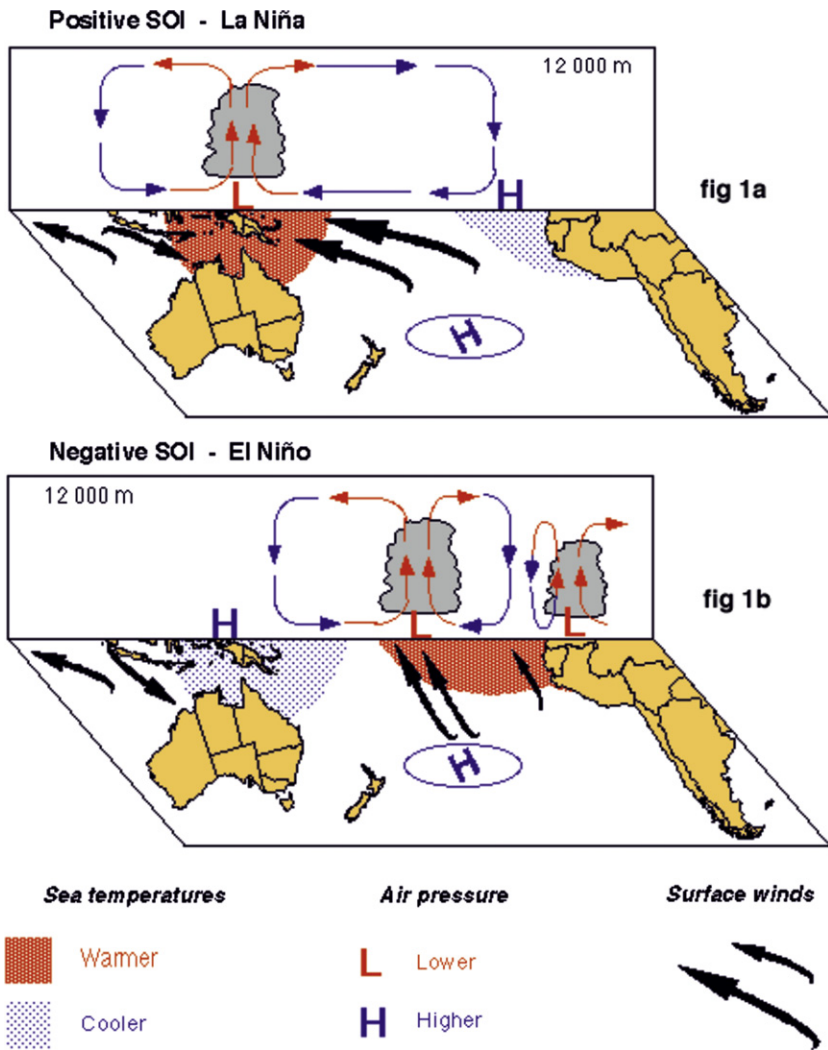 Positive SOI - La Niña
12 000 m
L
H
fig 1a
H
Negative SOI - El Niño
12 000 m
H
L
L
fig 1b
H
Sea temperatures
Air pressure
Surface winds
Warmer
L
Lower
Cooler
H
Higher